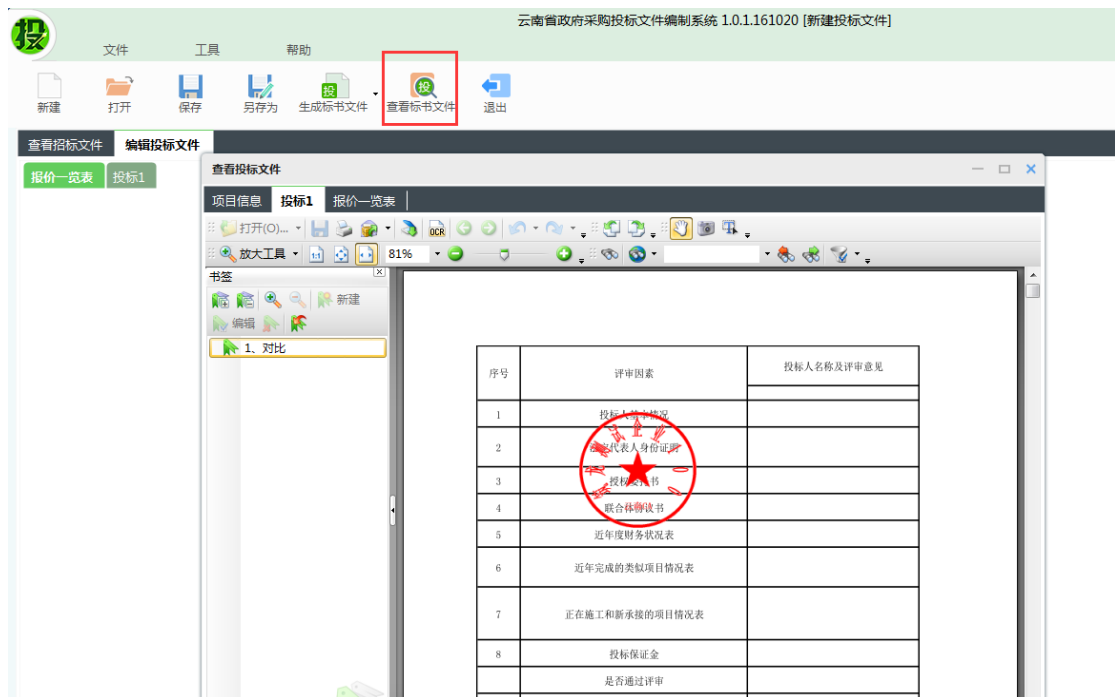 投
云南省政府采购投标文件编制系统 1.0.1.161020 [新建投标文件]
文件 工具 帮助
投 投
新建 打开 保存 另存为 生成标书文件 查看标书文件 退出
查看招标文件 编辑投标文件
报价一览表 投标1
查看投标文件
项目信息 投标1 报价一览表
打开(O)... OCR
放大工具 1:1 81%
书签
新建
编辑
1、对比
序号 评审因素 投标人名称及评审意见
1 投标人基本情况
2 法定代表人身份证明
3 授权委托书
4 联合体协议书
5 近年度财务状况表
6 近年完成的类似项目情况表
7 正在施工和新承接的项目情况表
8 投标保证金
是否通过评审